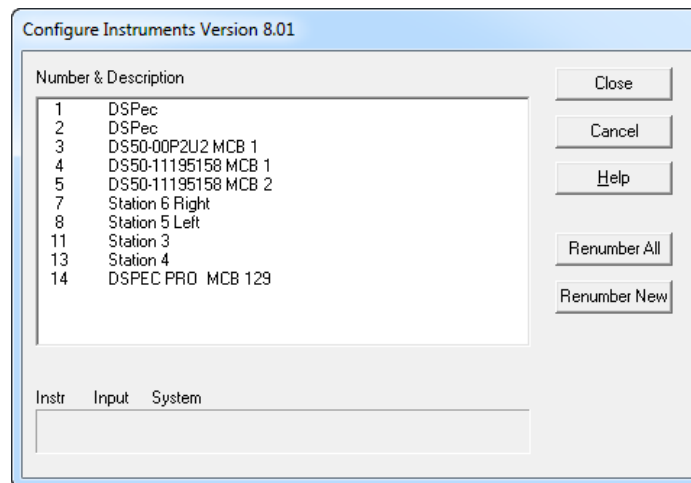 Configure Instruments Version 8.01
Number & Description
1 DSPec
2 DSPec
3 DS50-00P2U2 MCB 1
4 DS50-11195158 MCB 1
5 DS50-11195158 MCB 2
7 Station 6 Right
8 Station 5 Left
11 Station 3
13 Station 4
14 DSPEC PRO MCB 129
Close
Cancel
Help
Renumber All
Renumber New
Instr Input System